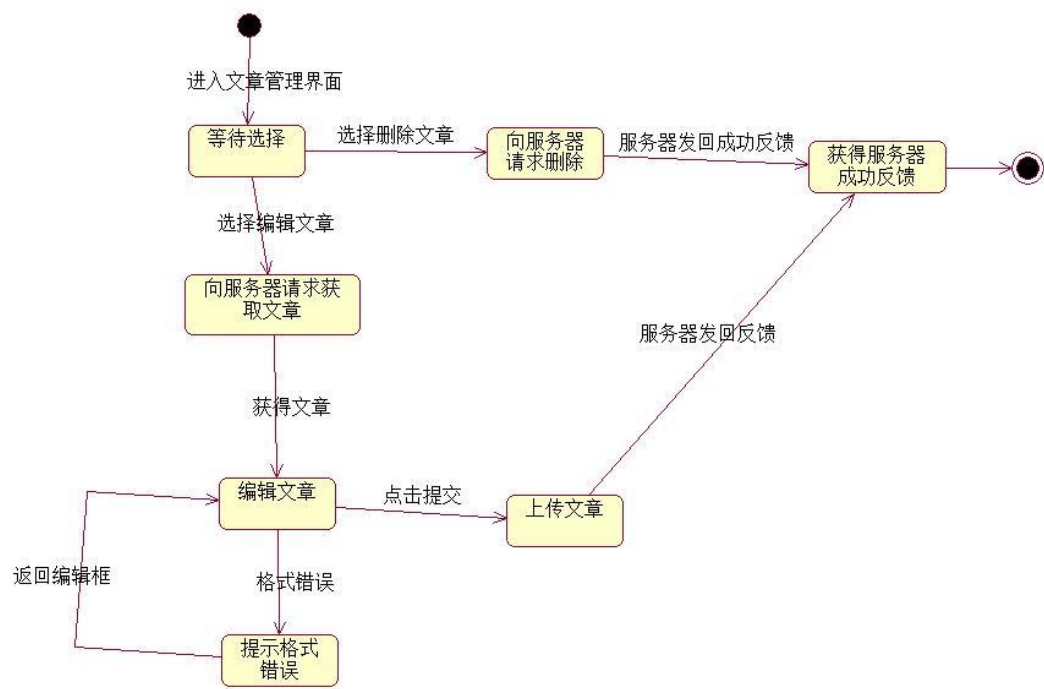 进入文章管理界面
等待选择
选择删除文章
向服务器
请求删除
服务器发回成功反馈
获得服务器
成功反馈
选择编辑文章
向服务器请求获
取文章
服务器发回反馈
获得文章
编辑文章
点击提交
上传文章
返回编辑框
格式错误
提示格式
错误